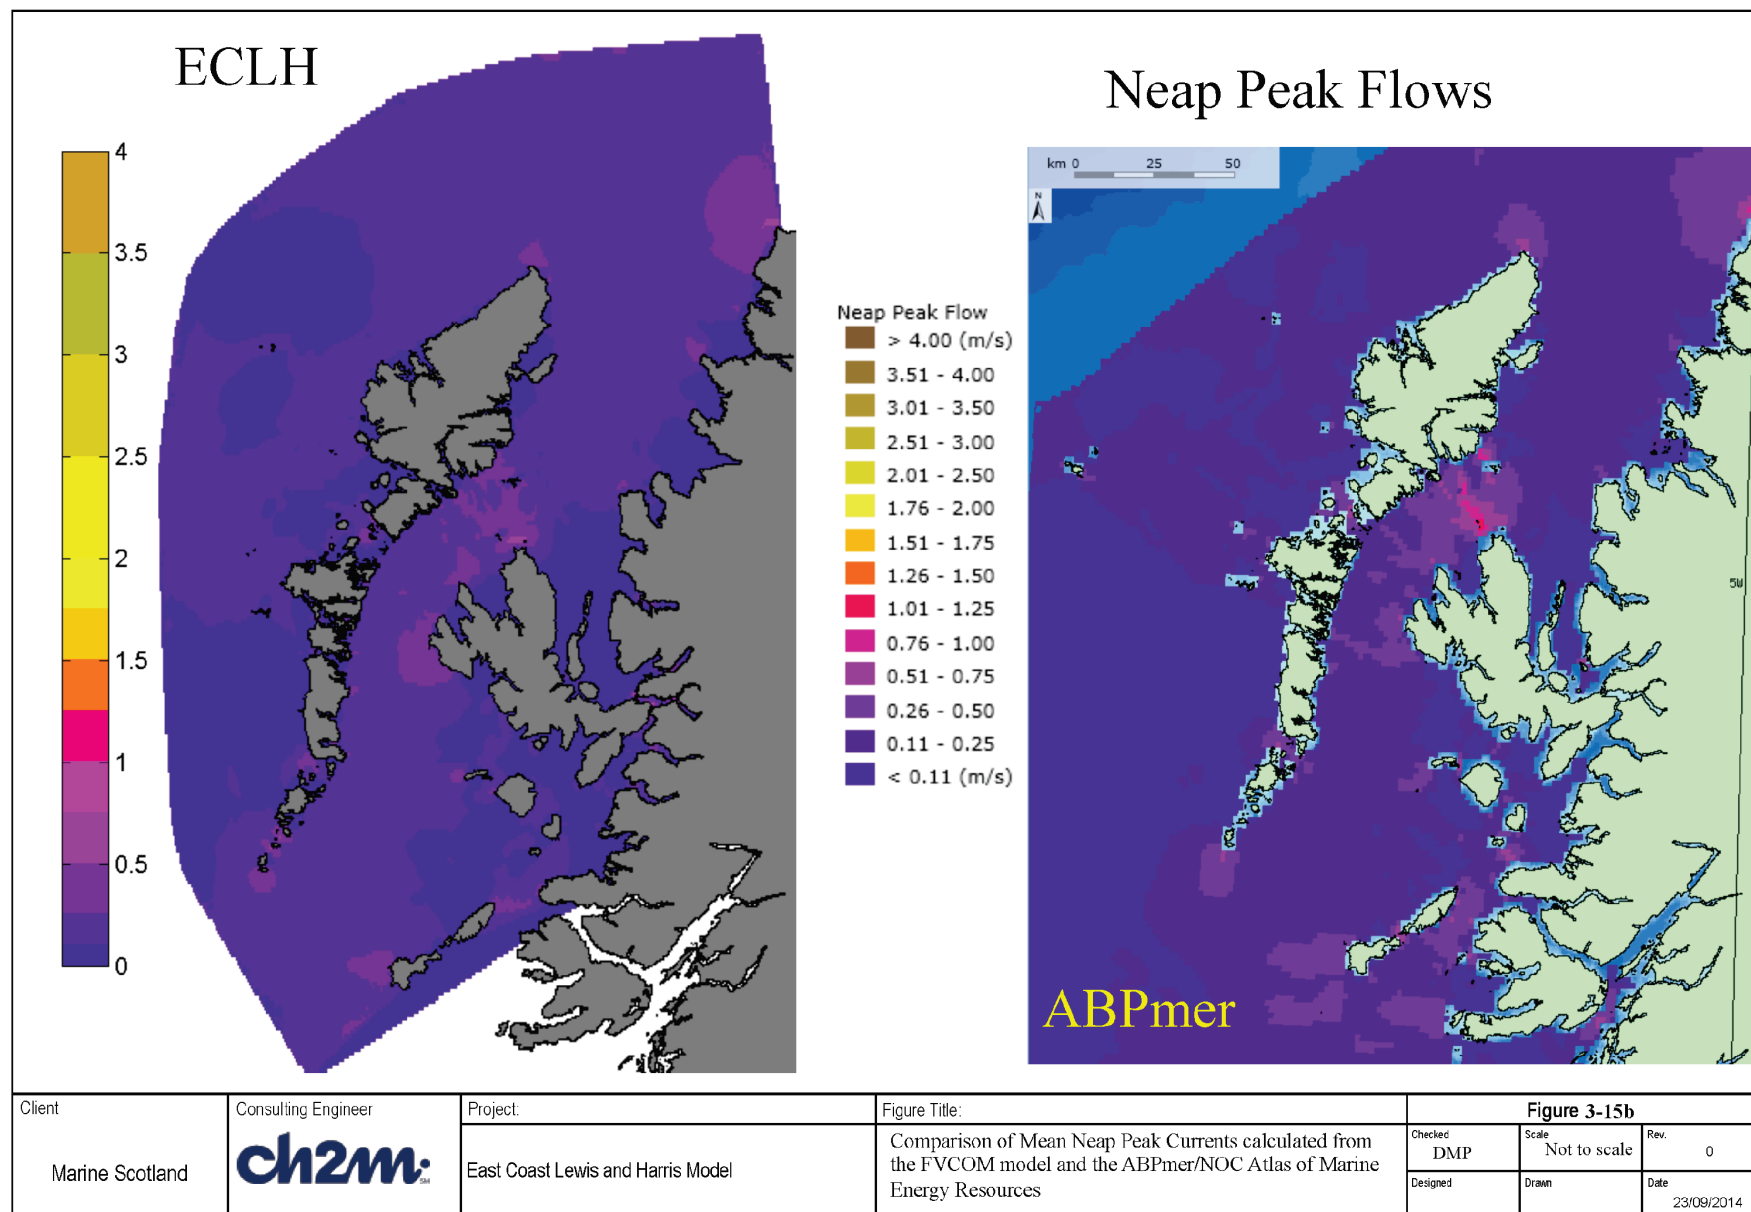 ECLH
Neap Peak Flows
4
3.5
3
2.5
2
1.5
1
0.5
0
Neap Peak Flow
> 4.00 (m/s)
3.51 - 4.00
3.01 - 3.50
2.51 - 3.00
2.01 - 2.50
1.76 - 2.00
1.51 - 1.75
1.26 - 1.50
1.01 - 1.25
0.76 - 1.00
0.51 - 0.75
0.26 - 0.50
0.11 - 0.25
< 0.11 (m/s)
km 0 25 50
N
5W
ABPmer
Client
Marine Scotland
Consulting Engineer
ch2m:
SM
Project:
East Coast Lewis and Harris Model
Figure Title:
Comparison of Mean Neap Peak Currents calculated from
the FVCOM model and the ABPmer/NOC Atlas of Marine
Energy Resources
Figure 3-15b
Checked
DMP
Scale
Not to scale
Rev.
0
Designed
Drawn
Date
23/09/2014